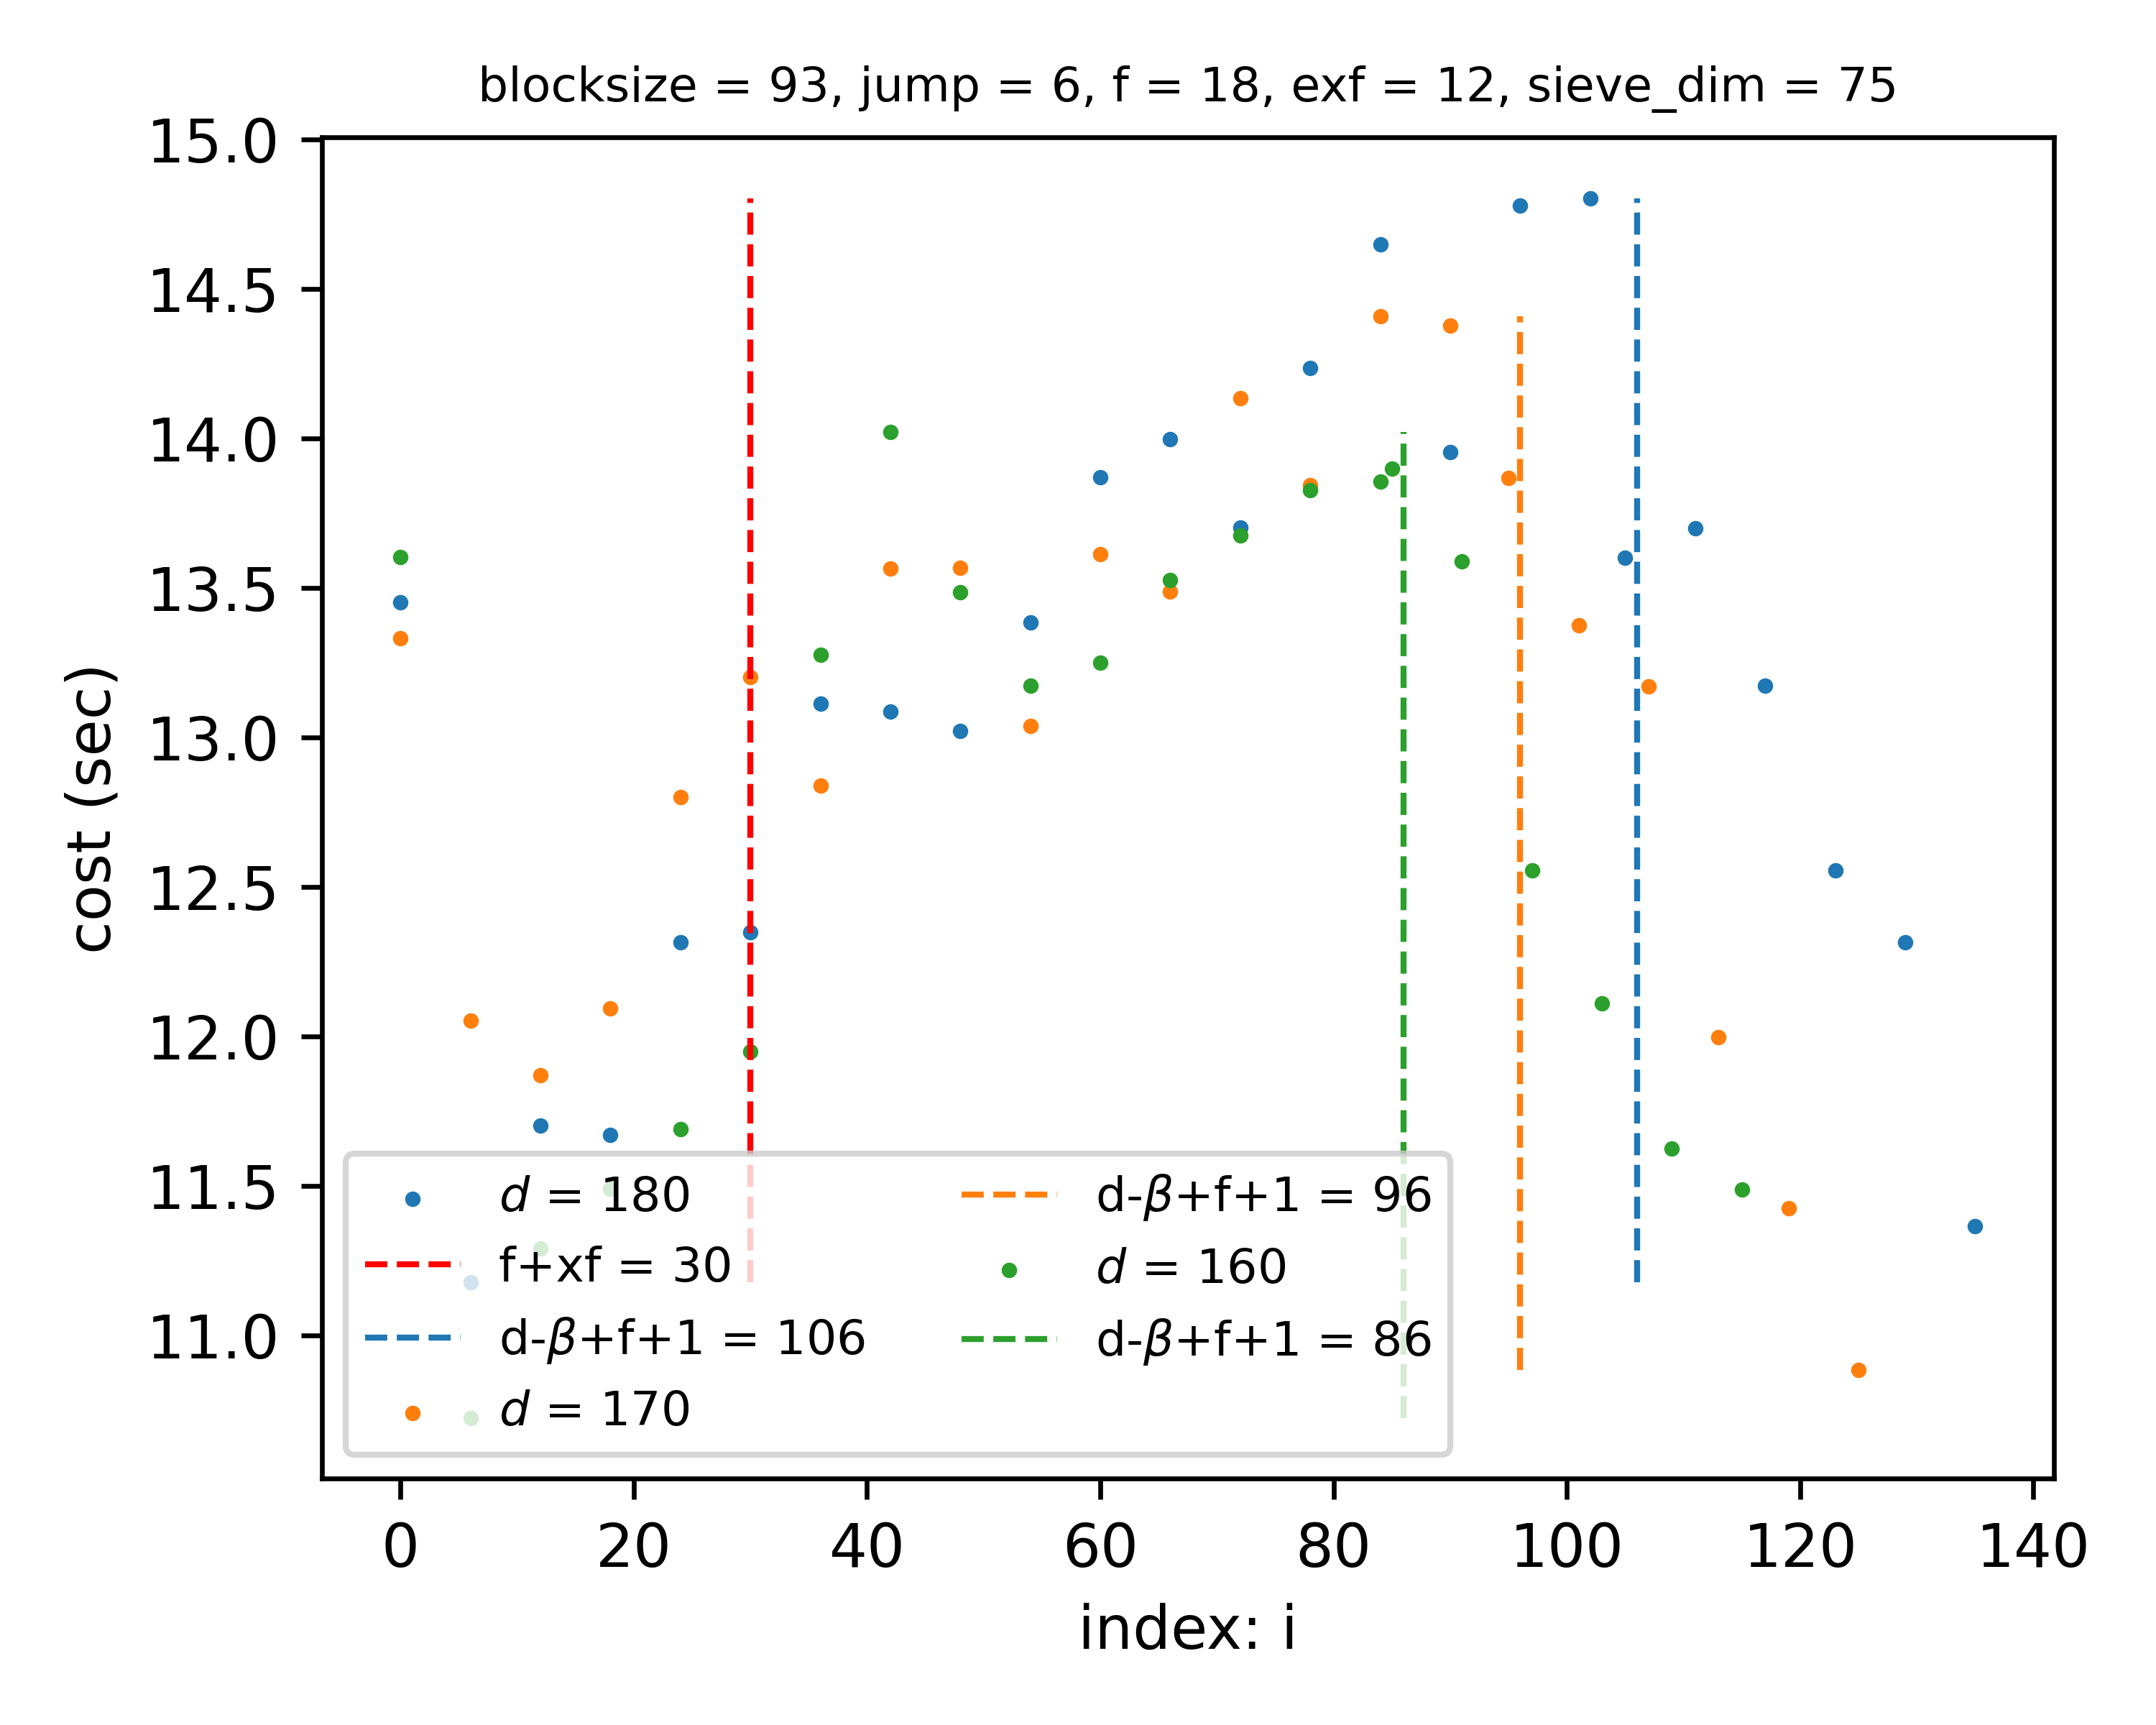 blocksize = 93, jump = 6, f = 18, exf = 12, sieve_dim = 75
15.0
14.5
14.0
13.5
13.0
12.5
12.0
11.5
11.0
cost (sec)
d = 180
f+xf = 30
d-β+f+1 = 106
d = 170
d-β+f+1 = 96
d = 160
d-β+f+1 = 86
0 20 40 60 80 100 120 140
index: i